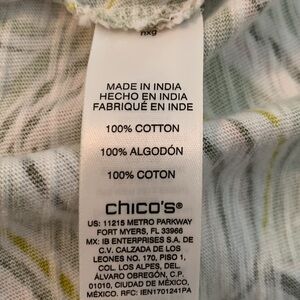 nxg
MADE IN INDIA
HECHO EN INDIA
FABRIQUÉ EN INDE
100% COTTON
100% ALGODÓN
100% COTON
chico's®
US: 11215 METRO PARKWAY
FORT MYERS, FL 33966
MX: IB ENTERPRISES S.A. DE
C.V. CALZADA DE LOS
LEONES NO. 170, PISO 1,
COL. LOS ALPES, DEL.
ÁLVARO OBREGÓN, C.P.
01010, CIUDAD DE MÉXICO,
MÉXICO. RFC: IEN1701241PA